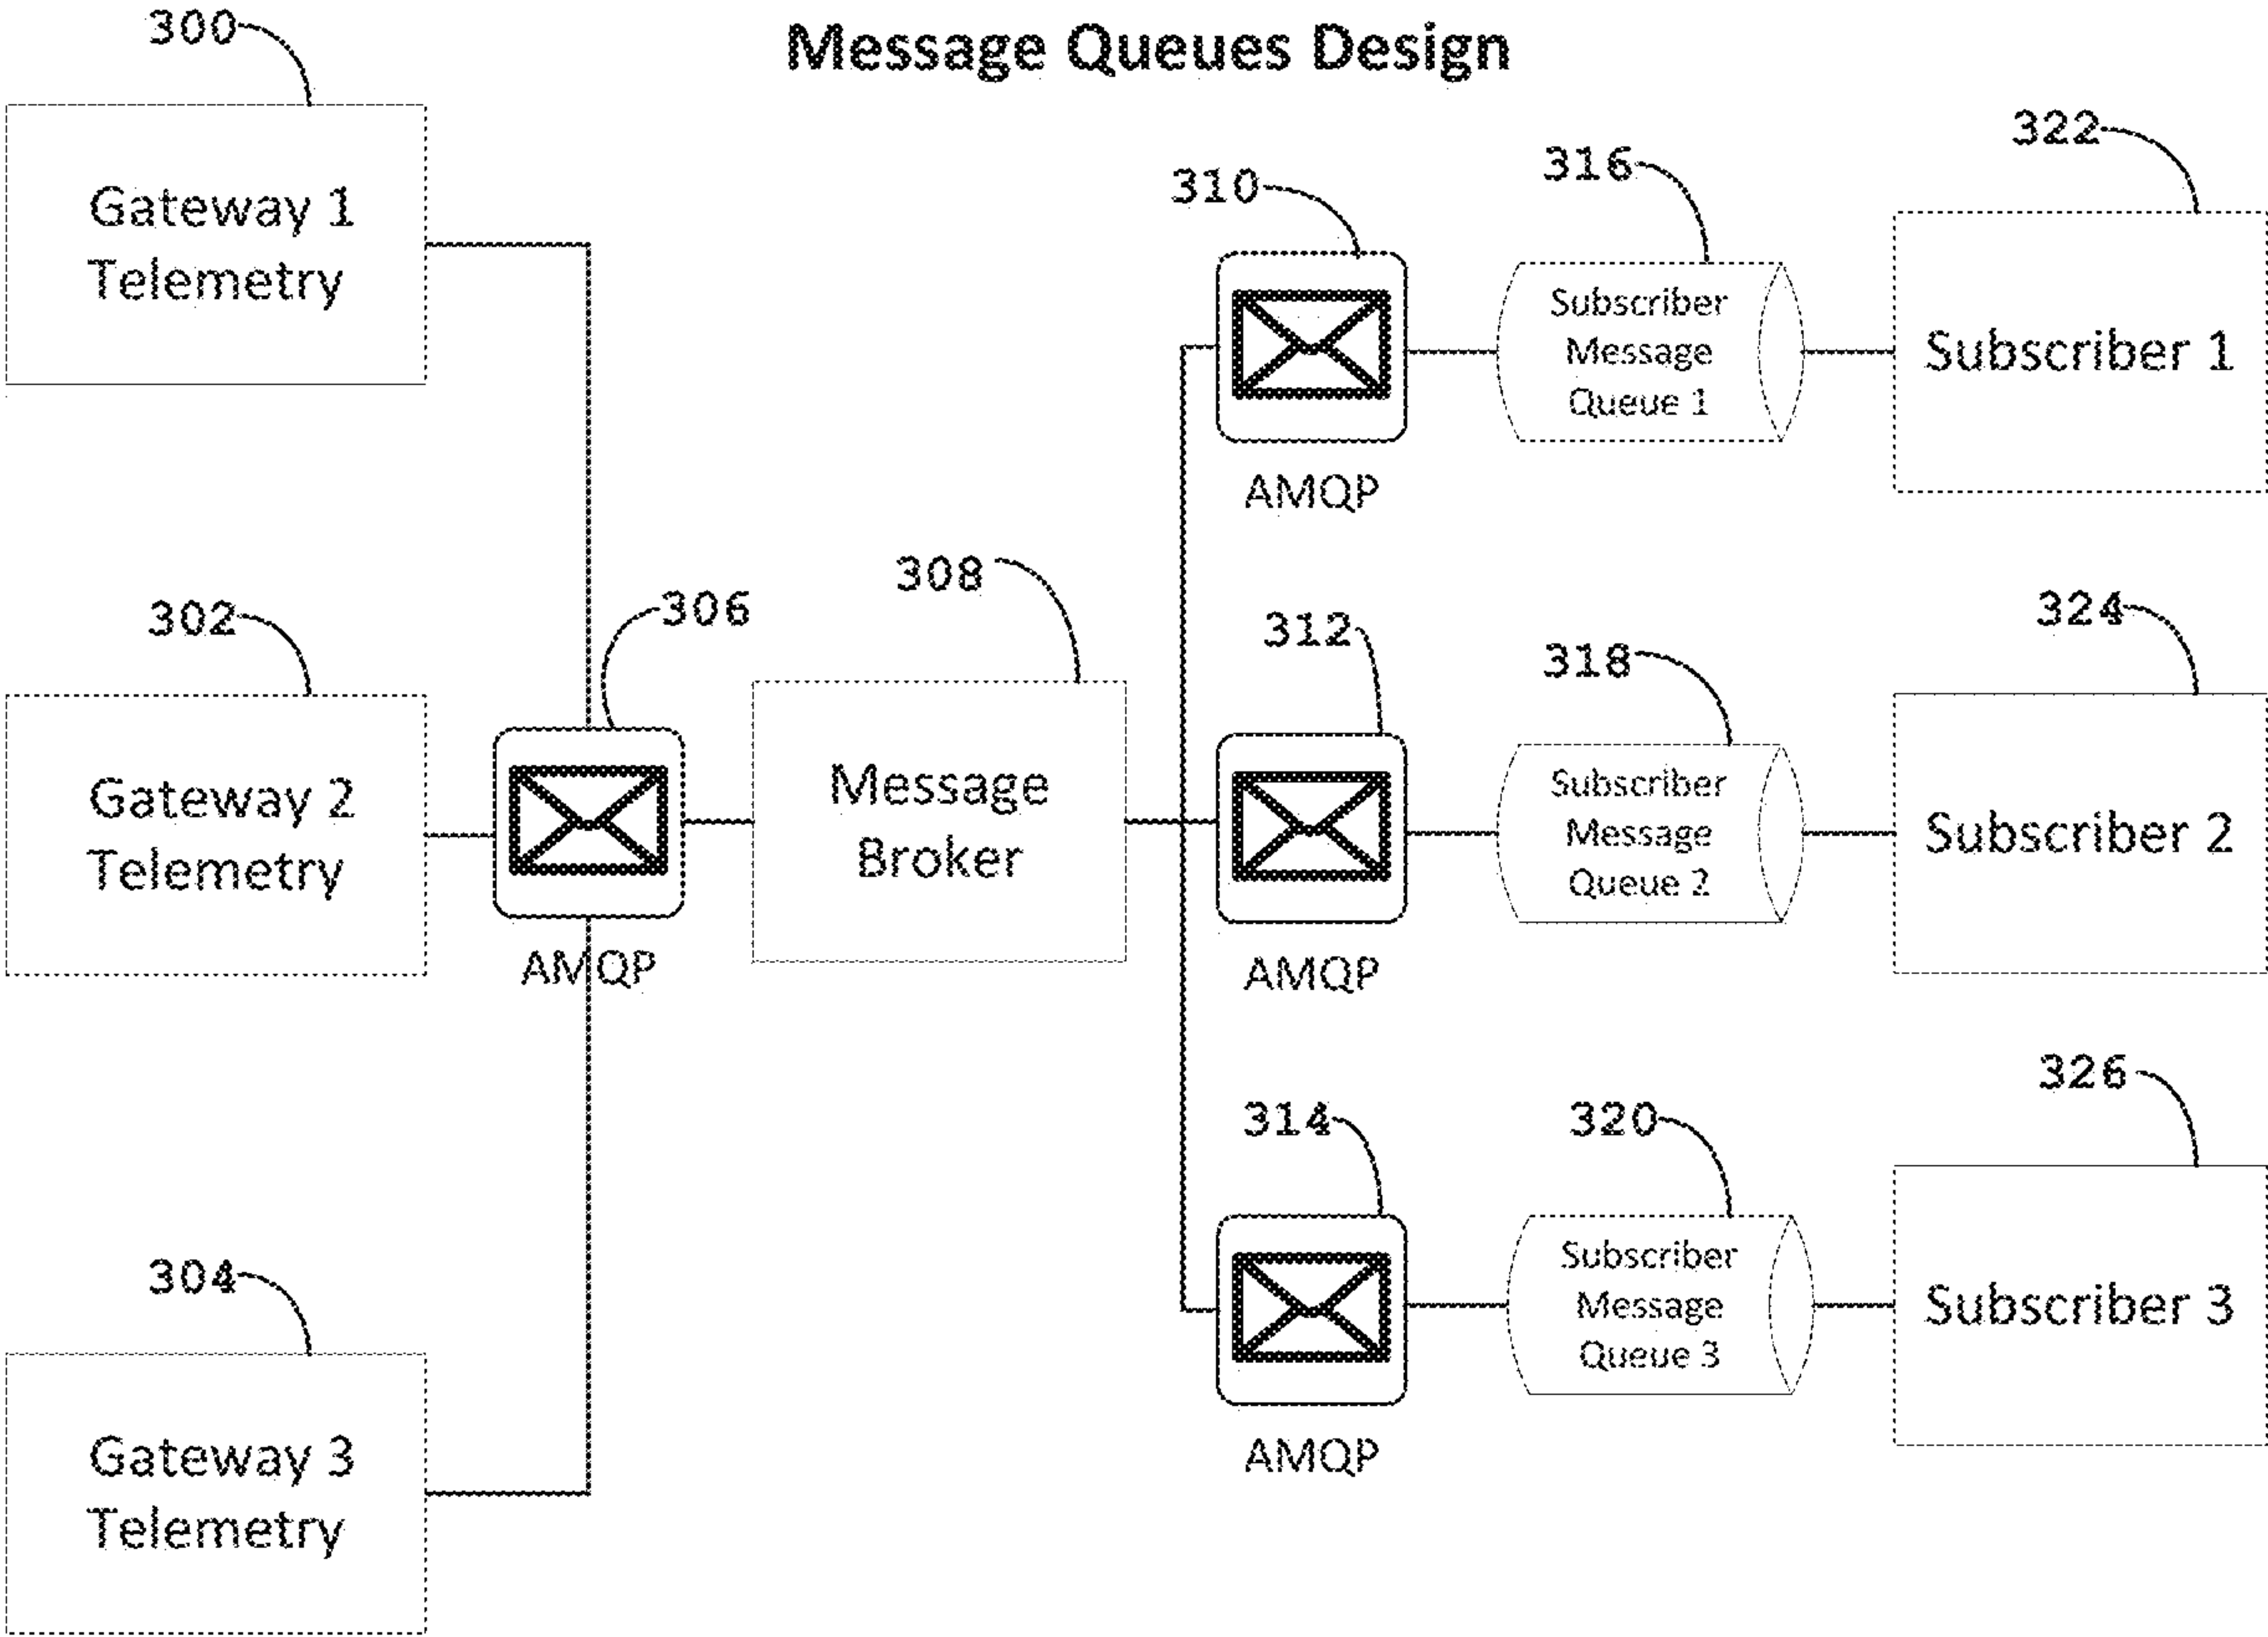 Message Queues Design
300
Gateway 1
Telemetry
302
Gateway 2
Telemetry
304
Gateway 3
Telemetry
306
AMQP
308
Message
Broker
310
AMQP
312
AMQP
314
AMQP
316
Subscriber
Message
Queue 1
318
Subscriber
Message
Queue 2
320
Subscriber
Message
Queue 3
322
Subscriber 1
324
Subscriber 2
326
Subscriber 3